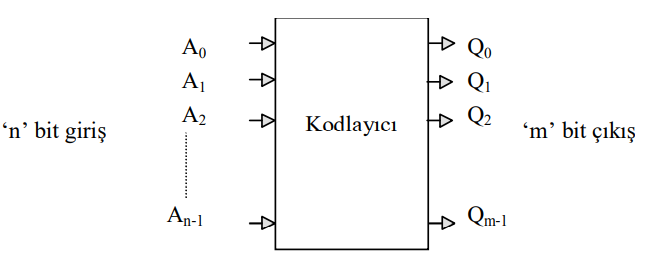 A₀ Q₀
A₁ Q₁
A₂ Q₂
‘n’ bit giriş Kodlayıcı ‘m’ bit çıkış
Aₙ₋₁ Qₘ₋₁